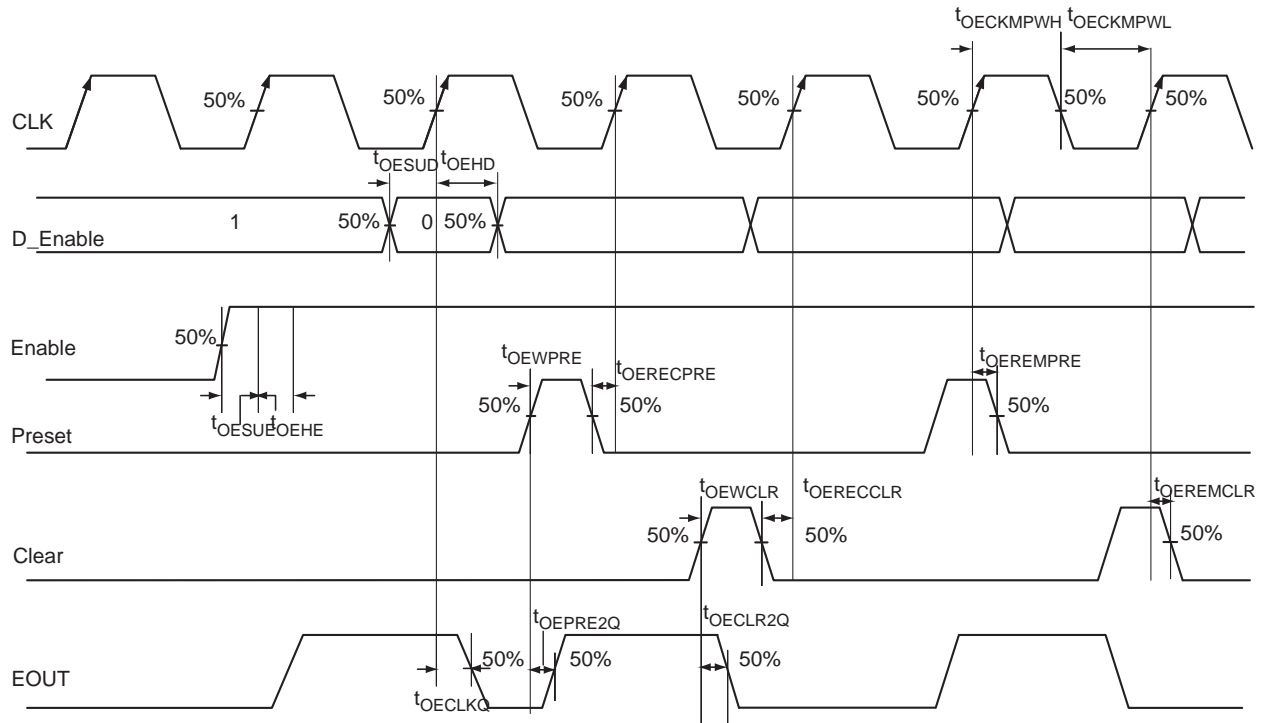 tOECKMPWH tOECKMPWL
50% 50% 50% 50% 50% 50% 50%
CLK
tOESUD tOEHD
1 50% 0 50%
D_Enable
50%
Enable
tOESUE tOEHE
tOEWPRE tOERECPRE tOEREMPRE
50% 50% 50%
Preset
tOEWCLR tOERECCLR tOEREMCLR
50% 50% 50%
Clear
tOECLKQ tOEPRE2Q tOECLR2Q
50% 50% 50%
EOUT